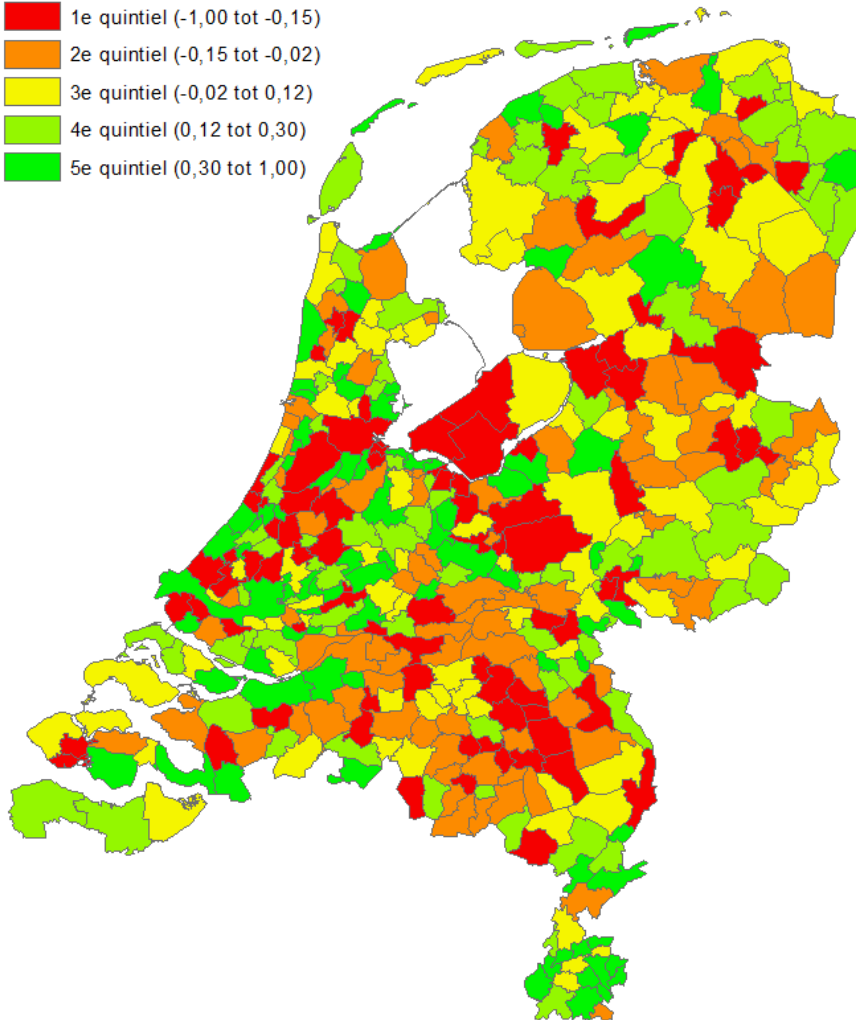 1e quintiel (-1,00 tot -0,15)
2e quintiel (-0,15 tot -0,02)
3e quintiel (-0,02 tot 0,12)
4e quintiel (0,12 tot 0,30)
5e quintiel (0,30 tot 1,00)